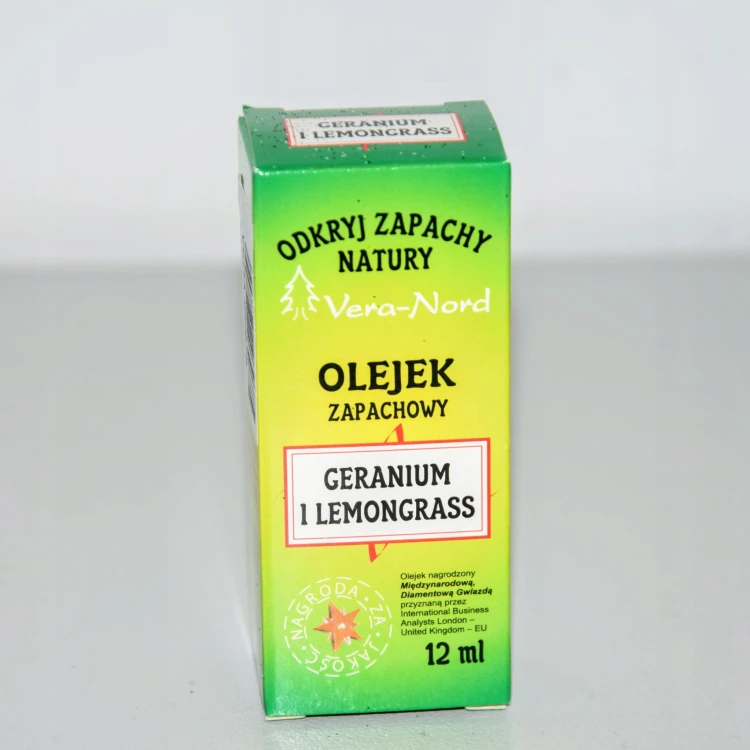 GERANIUM
I LEMONGRASS
ODKRYJ ZAPACHY
NATURY
Vera-Nord
OLEJEK
ZAPACHOWY
GERANIUM
I LEMONGRASS
NAGRODA · ZA · JAKOŚĆ ·
Olejek nagrodzony
Międzynarodową,
Diamentową Gwiazdą
przyznaną przez
International Business
Analysts London –
United Kingdom – EU
12 ml